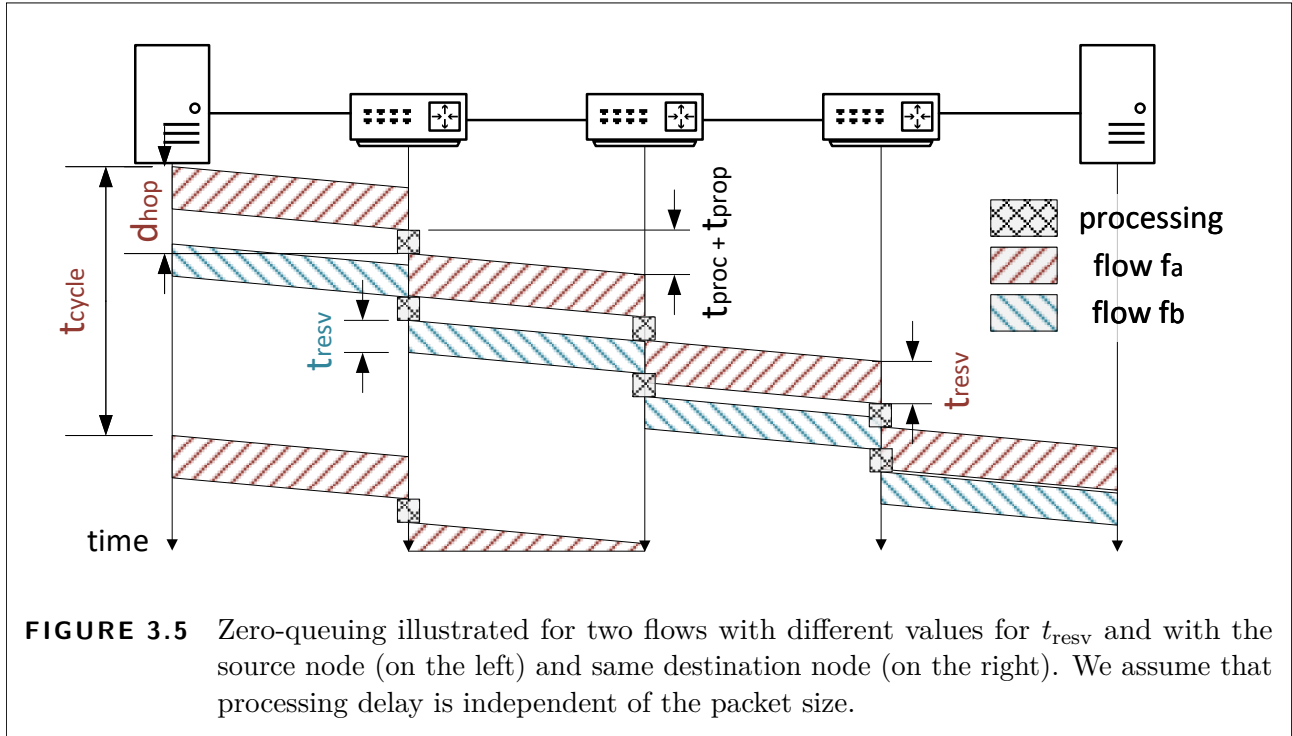 dhop
tcycle
tresv
tproc + tprop
tresv
processing
flow fa
flow fb
time
FIGURE 3.5 Zero-queuing illustrated for two flows with different values for tresv and with the
source node (on the left) and same destination node (on the right). We assume that
processing delay is independent of the packet size.